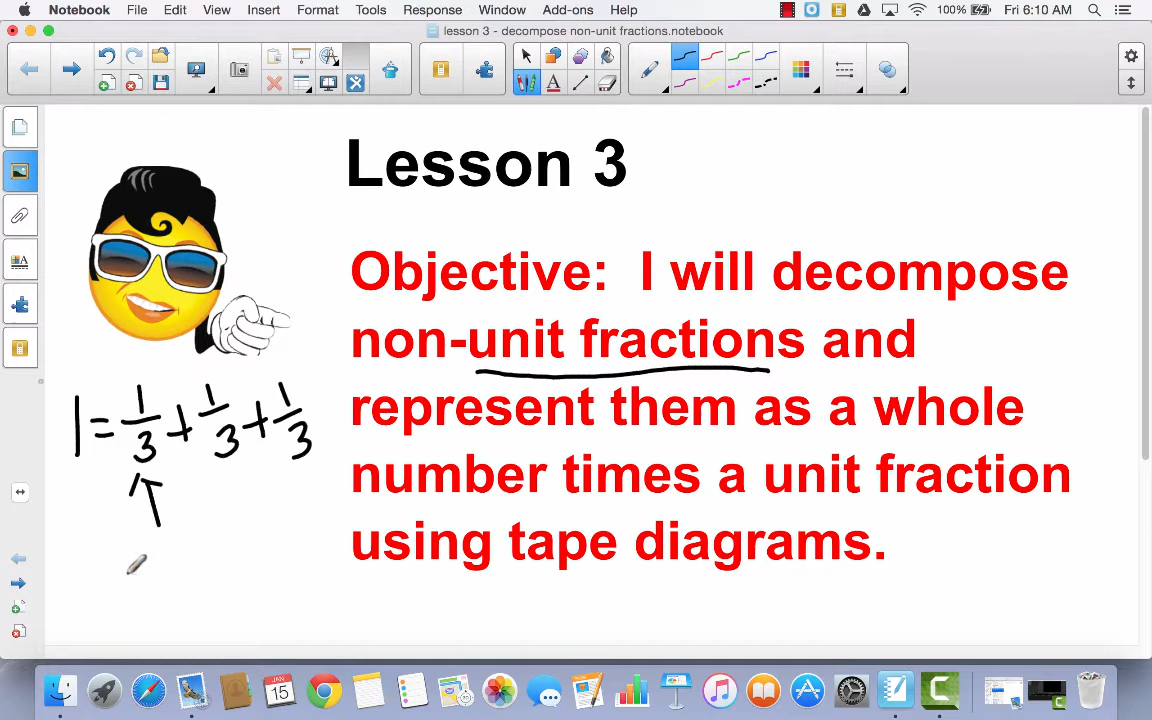 Notebook File Edit View Insert Format Tools Response Window Add-ons Help 100% Fri 6:10 AM
lesson 3 - decompose non-unit fractions.notebook
Lesson 3
Objective: I will decompose
non-unit fractions and
represent them as a whole
number times a unit fraction
using tape diagrams.
1 = 1/3 + 1/3 + 1/3
JAN
15